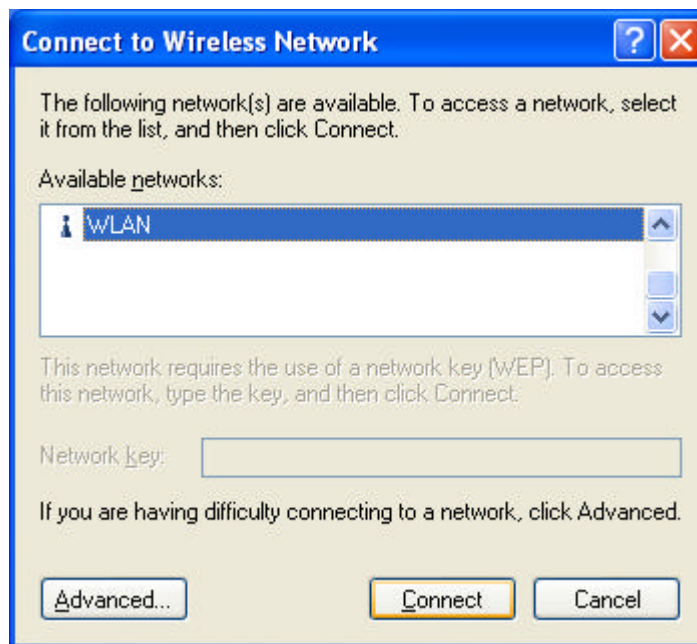 Connect to Wireless Network
The following network(s) are available. To access a network, select
it from the list, and then click Connect.
Available networks:
WLAN
This network requires the use of a network key (WEP). To access
this network, type the key, and then click Connect.
Network key:
If you are having difficulty connecting to a network, click Advanced.
Advanced... Connect Cancel